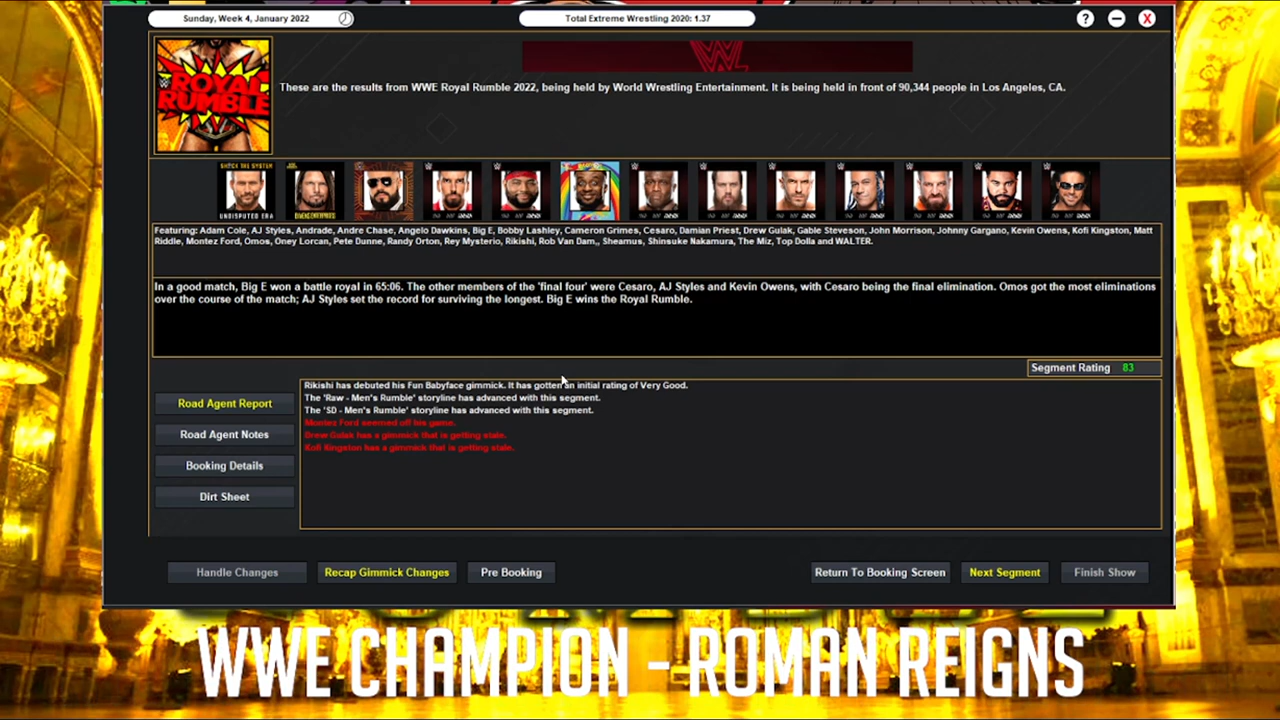 Sunday, Week 4, January 2022
Total Extreme Wrestling 2020: 1.37
?
X
ROYAL
RUMBLE
These are the results from WWE Royal Rumble 2022, being held by World Wrestling Entertainment. It is being held in front of 90,344 people in Los Angeles, CA.
SHOCK THE SYSTEM
UNDISPUTED ERA
Featuring: Adam Cole, AJ Styles, Andrade, Andre Chase, Angelo Dawkins, Big E, Bobby Lashley, Cameron Grimes, Cesaro, Damian Priest, Drew Gulak, Gable Steveson, John Morrison, Johnny Gargano, Kevin Owens, Kofi Kingston, Matt
Riddle, Montez Ford, Omos, Oney Lorcan, Pete Dunne, Randy Orton, Rey Mysterio, Rikishi, Rob Van Dam,, Sheamus, Shinsuke Nakamura, The Miz, Top Dolla and WALTER.
In a good match, Big E won a battle royal in 65:06. The other members of the 'final four' were Cesaro, AJ Styles and Kevin Owens, with Cesaro being the final elimination. Omos got the most eliminations
over the course of the match; AJ Styles set the record for surviving the longest. Big E wins the Royal Rumble.
Segment Rating 83
Rikishi has debuted his Fun Babyface gimmick. It has gotten an initial rating of Very Good.
The 'Raw - Men's Rumble' storyline has advanced with this segment.
The 'SD - Men's Rumble' storyline has advanced with this segment.
Montez Ford seemed off his game.
Drew Gulak has a gimmick that is getting stale.
Kofi Kingston has a gimmick that is getting stale.
Road Agent Report
Road Agent Notes
Booking Details
Dirt Sheet
Handle Changes
Recap Gimmick Changes
Pre Booking
Return To Booking Screen
Next Segment
Finish Show
WWE CHAMPION - ROMAN REIGNS